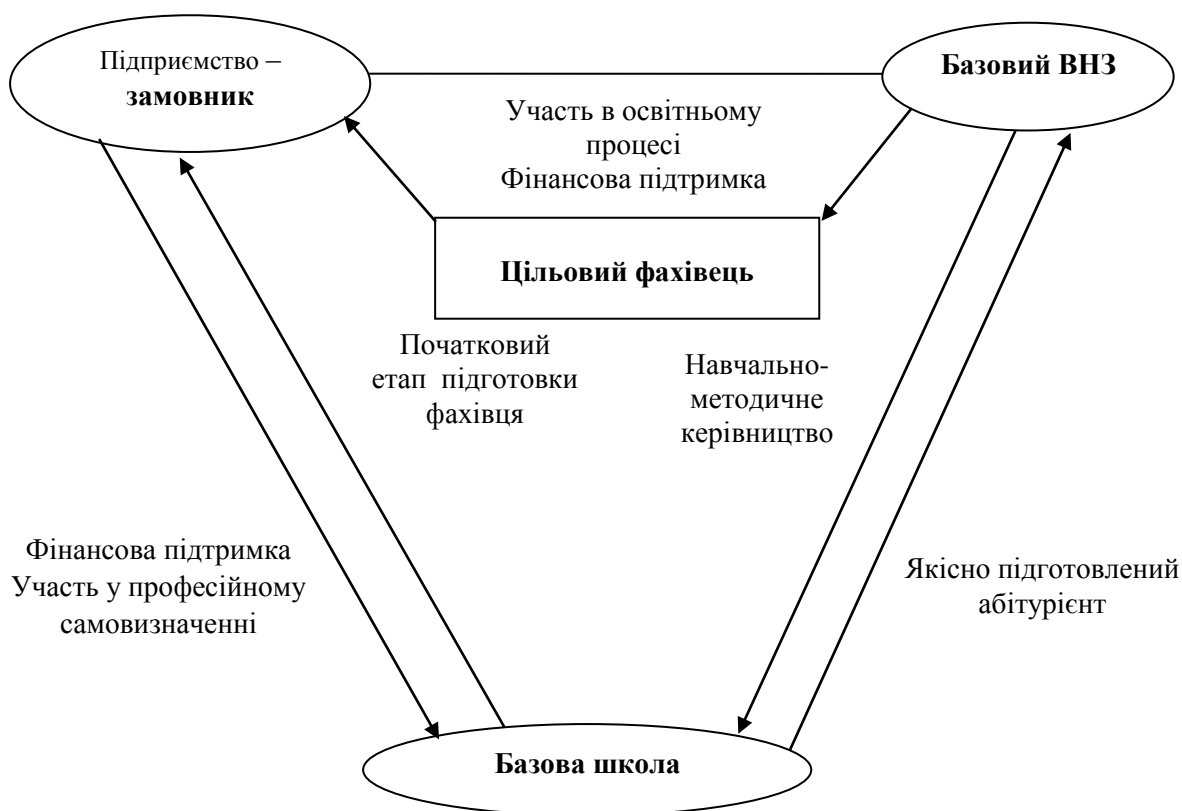 Підприємство –
замовник
Базовий ВНЗ
Участь в освітньому
процесі
Фінансова підтримка
Цільовий фахівець
Початковий
етап підготовки
фахівця
Навчально-
методичне
керівництво
Фінансова підтримка
Участь у професійному
самовизначенні
Якісно підготовлений
абітурієнт
Базова школа